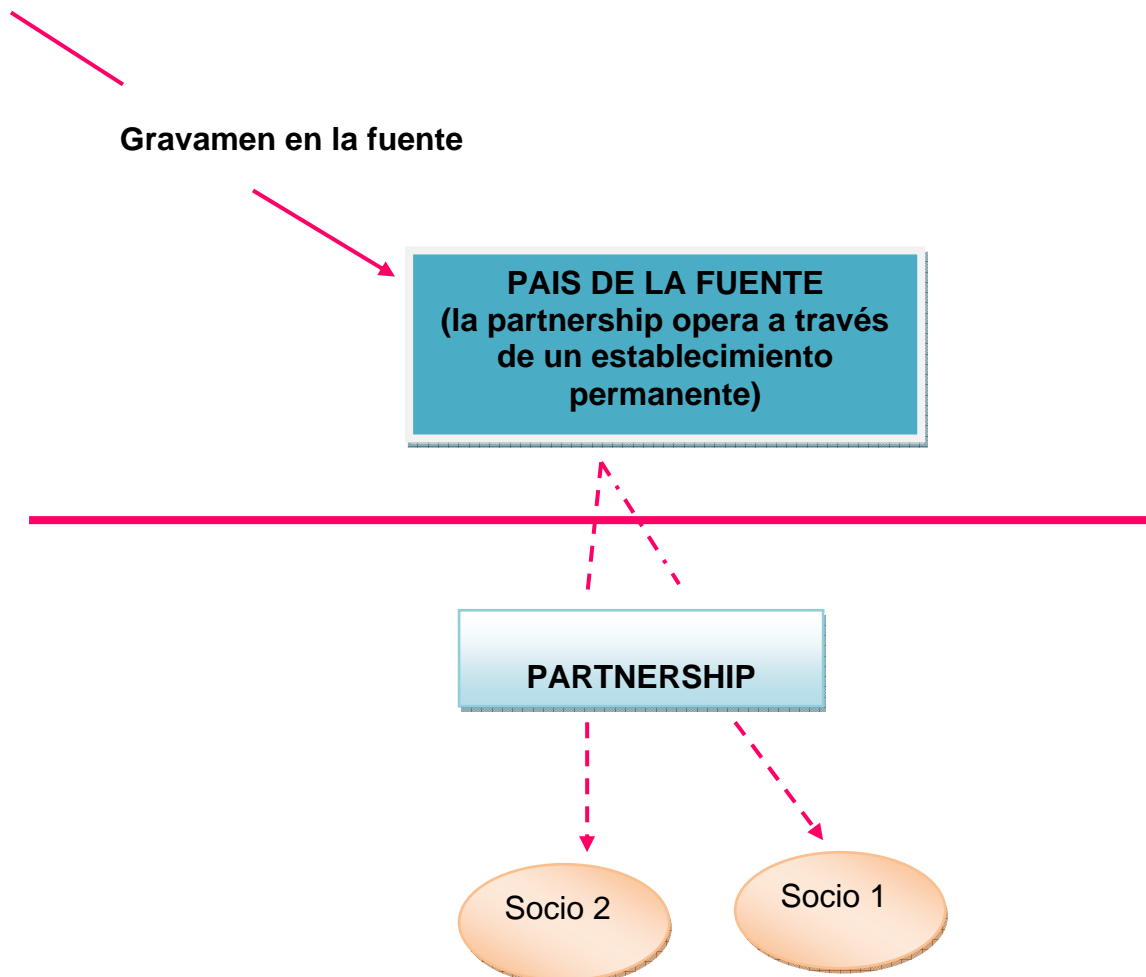 Gravamen en la fuente
PAIS DE LA FUENTE
(la partnership opera a través
de un establecimiento
permanente)
PARTNERSHIP
Socio 2
Socio 1